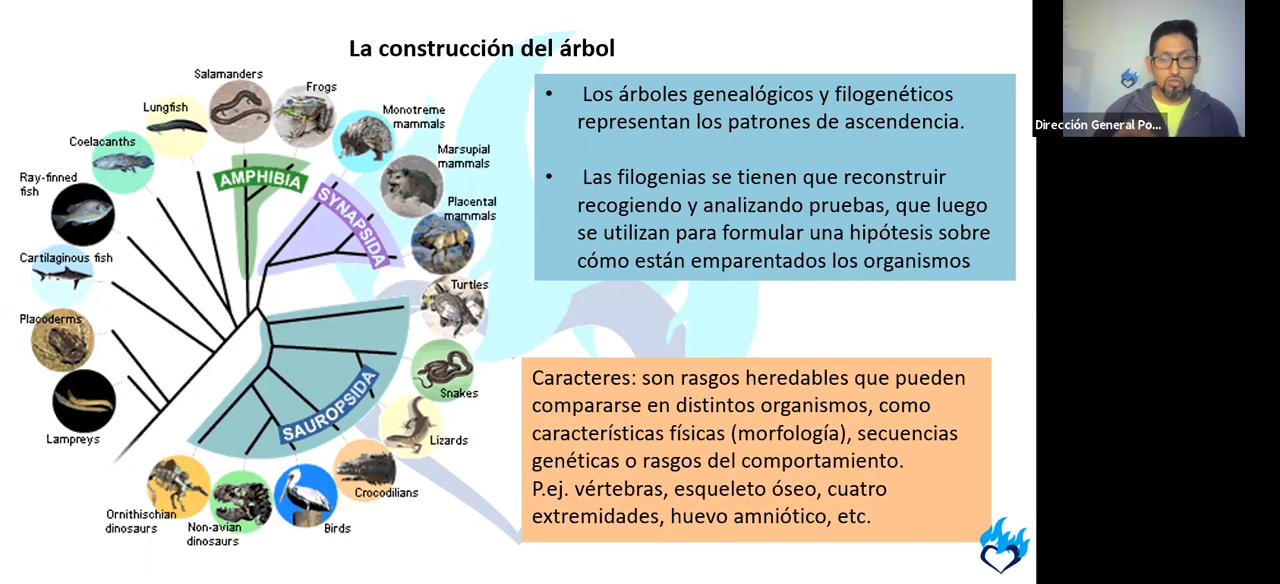 La construcción del árbol
Salamanders
Frogs
Lungfish
Monotreme
mammals
Coelacanths
Marsupial
mammals
Ray-finned
fish
Placental
mammals
Cartilaginous fish
Turtles
Placoderms
Snakes
Lampreys
Lizards
Crocodilians
Birds
Non-avian
dinosaurs
Ornithischian
dinosaurs
AMPHIBIA
SYNAPSIDA
SAUROPSIDA
• Los árboles genealógicos y filogenéticos
representan los patrones de ascendencia.
• Las filogenias se tienen que reconstruir
recogiendo y analizando pruebas, que luego
se utilizan para formular una hipótesis sobre
cómo están emparentados los organismos
Caracteres: son rasgos heredables que pueden
compararse en distintos organismos, como
características físicas (morfología), secuencias
genéticas o rasgos del comportamiento.
P.ej. vértebras, esqueleto óseo, cuatro
extremidades, huevo amniótico, etc.
Dirección General Po...